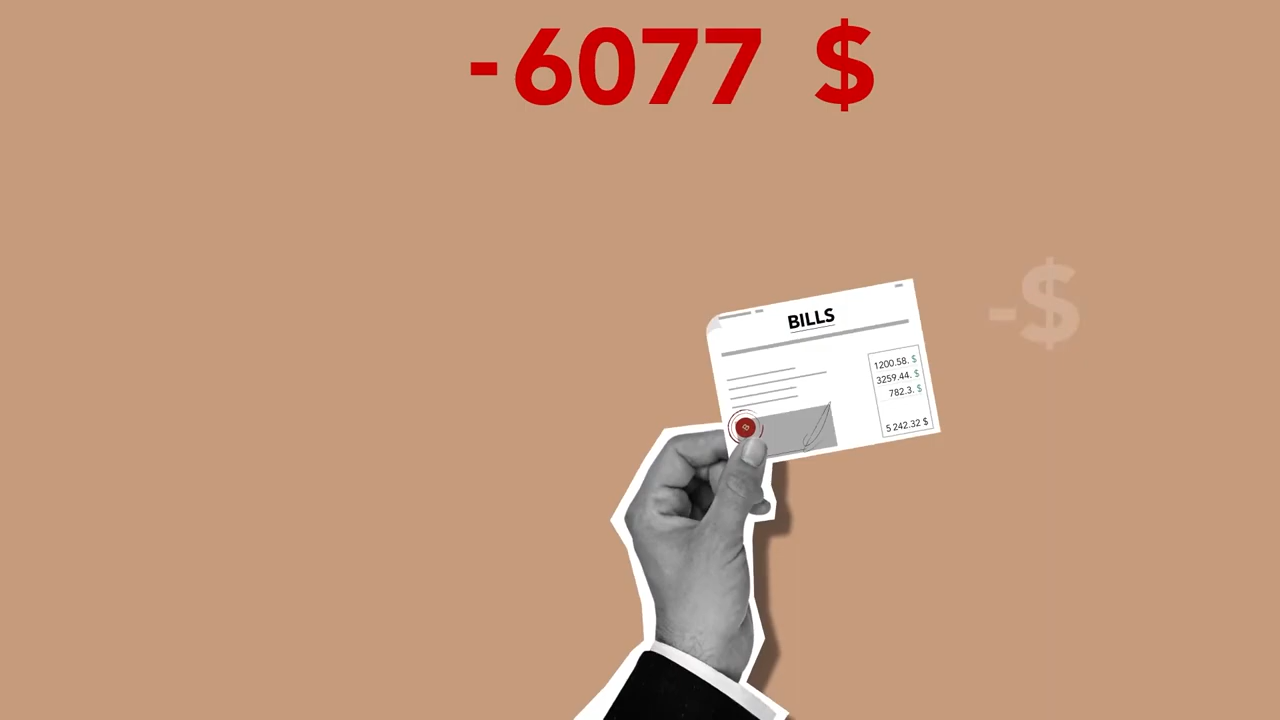 -6077 $
-$
BILLS
1200.58. $
3259.44. $
782.3. $
5 242.32 $
B